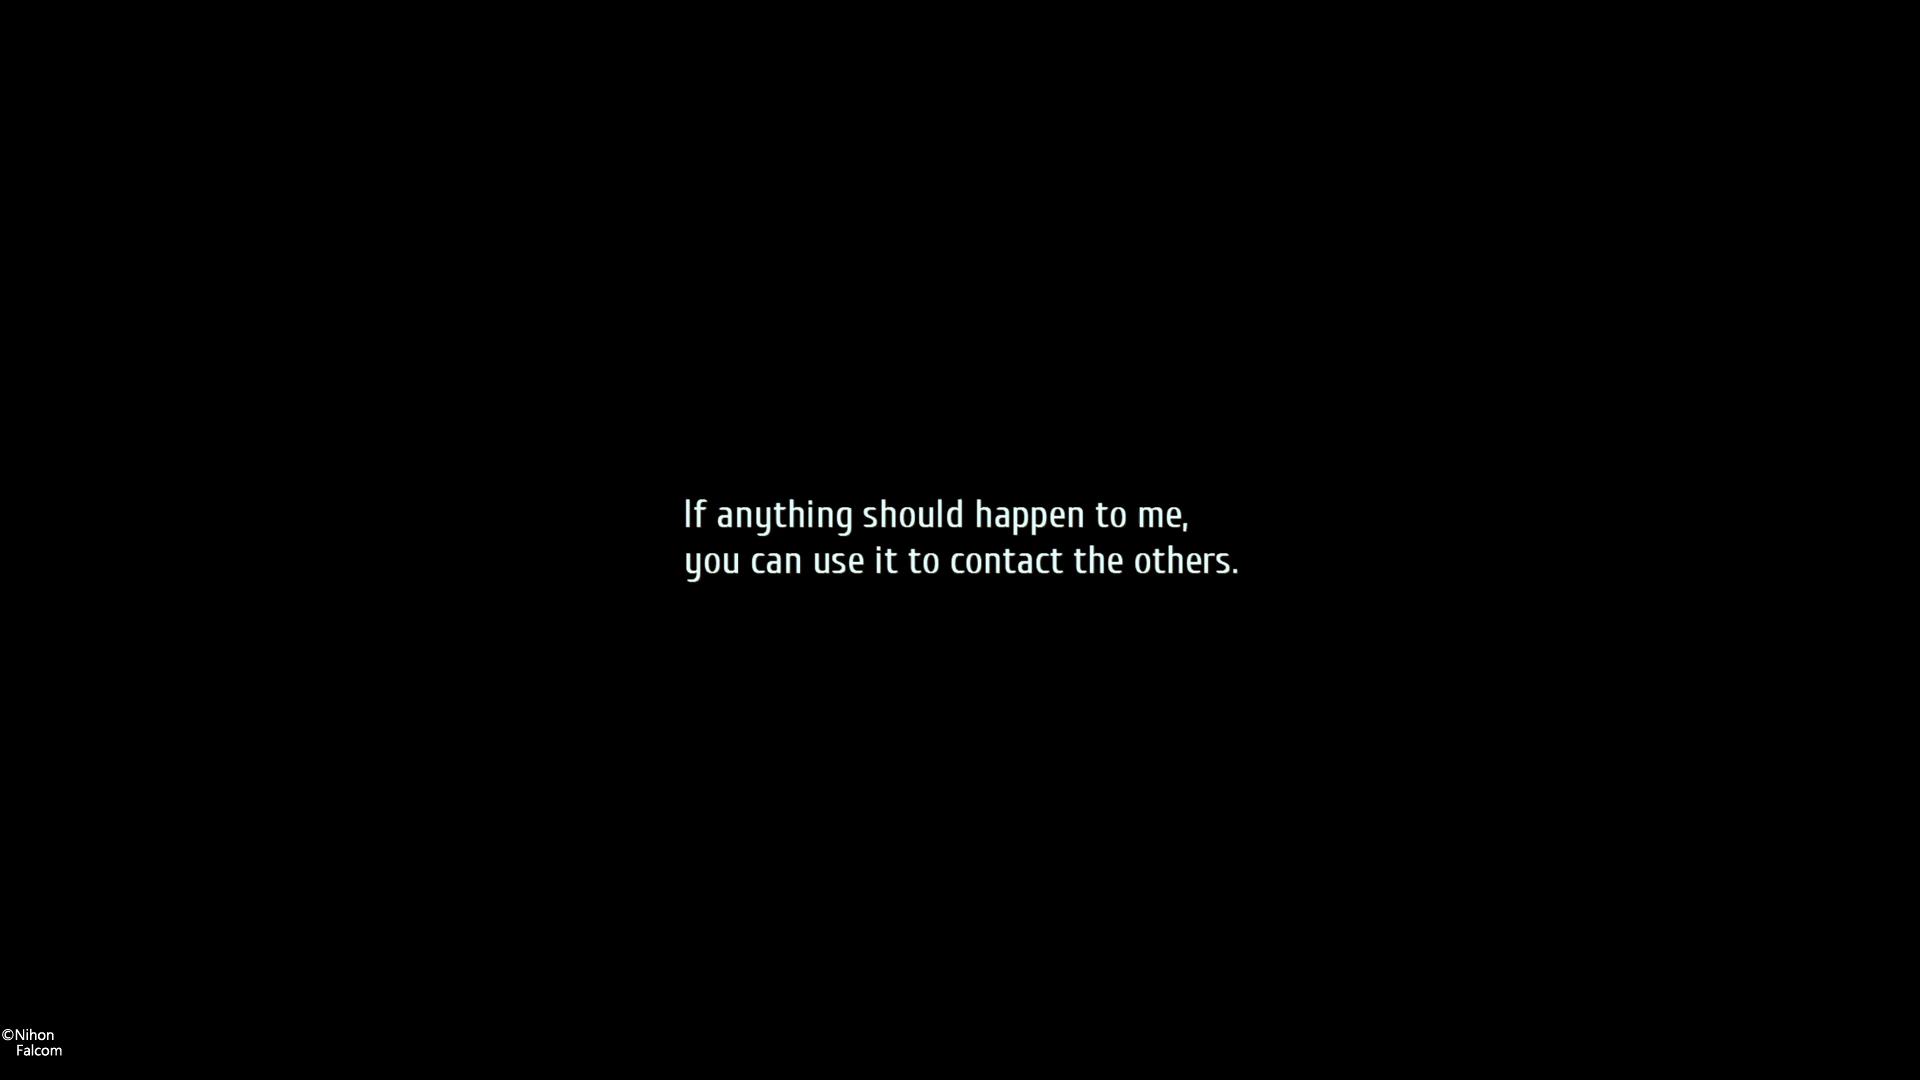 If anything should happen to me,
you can use it to contact the others.
©Nihon
Falcom